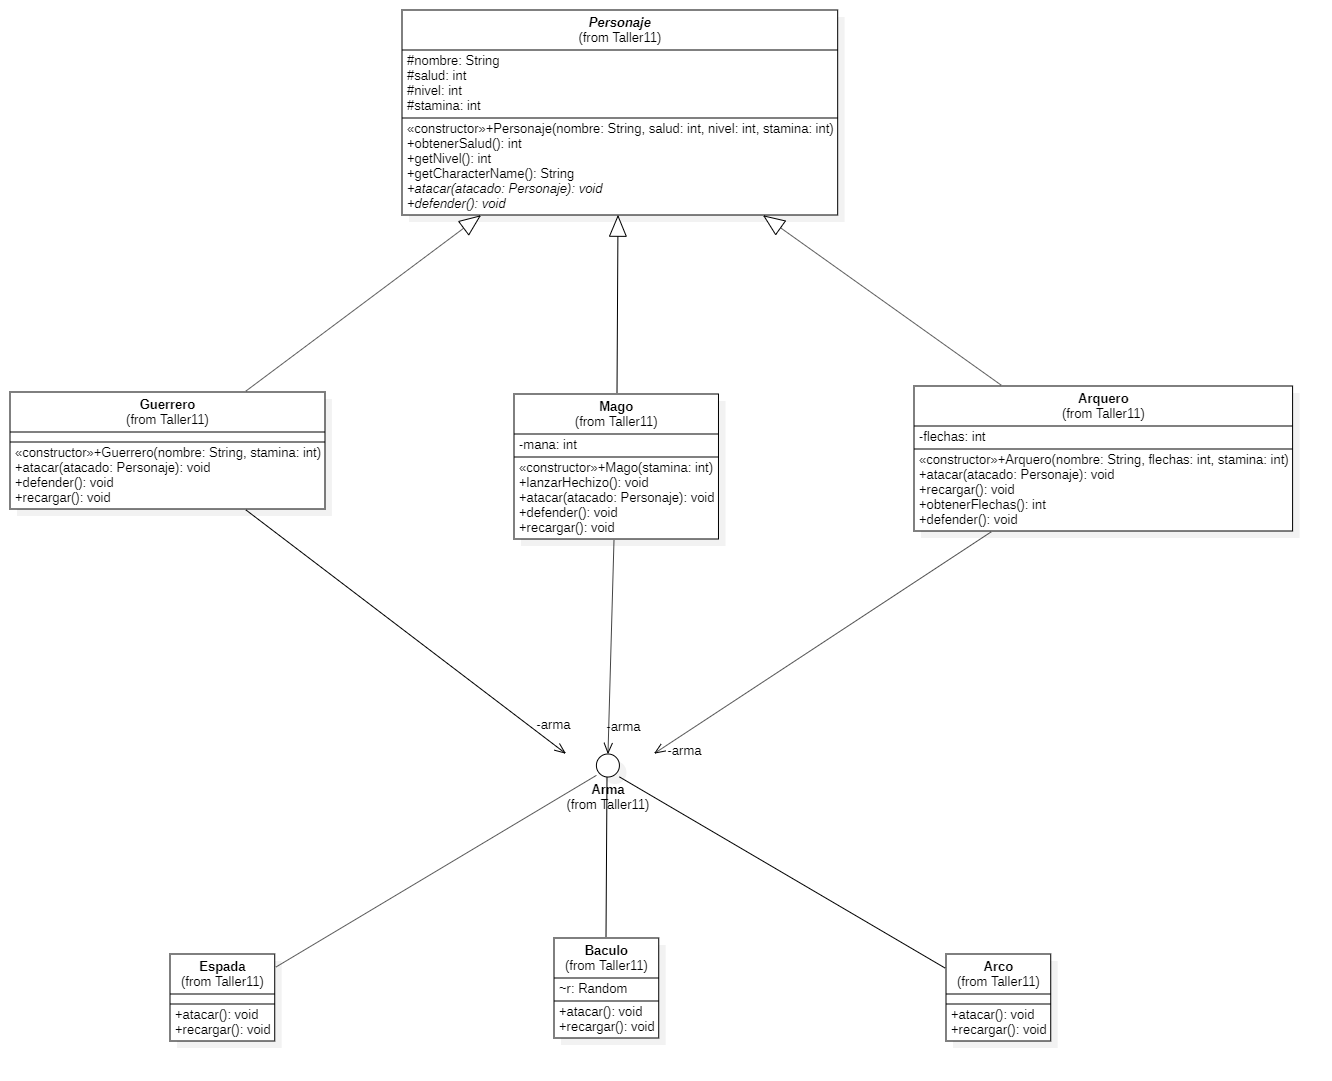 Personaje
(from Taller11)
#nombre: String
#salud: int
#nivel: int
#stamina: int
«constructor»+Personaje(nombre: String, salud: int, nivel: int, stamina: int)
+obtenerSalud(): int
+getNivel(): int
+getCharacterName(): String
+atacar(atacado: Personaje): void
+defender(): void
Guerrero
(from Taller11)
«constructor»+Guerrero(nombre: String, stamina: int)
+atacar(atacado: Personaje): void
+defender(): void
+recargar(): void
Mago
(from Taller11)
-mana: int
«constructor»+Mago(stamina: int)
+lanzarHechizo(): void
+atacar(atacado: Personaje): void
+defender(): void
+recargar(): void
Arquero
(from Taller11)
-flechas: int
«constructor»+Arquero(nombre: String, flechas: int, stamina: int)
+atacar(atacado: Personaje): void
+recargar(): void
+obtenerFlechas(): int
+defender(): void
-arma
-arma
-arma
Arma
(from Taller11)
Espada
(from Taller11)
+atacar(): void
+recargar(): void
Baculo
(from Taller11)
~r: Random
+atacar(): void
+recargar(): void
Arco
(from Taller11)
+atacar(): void
+recargar(): void